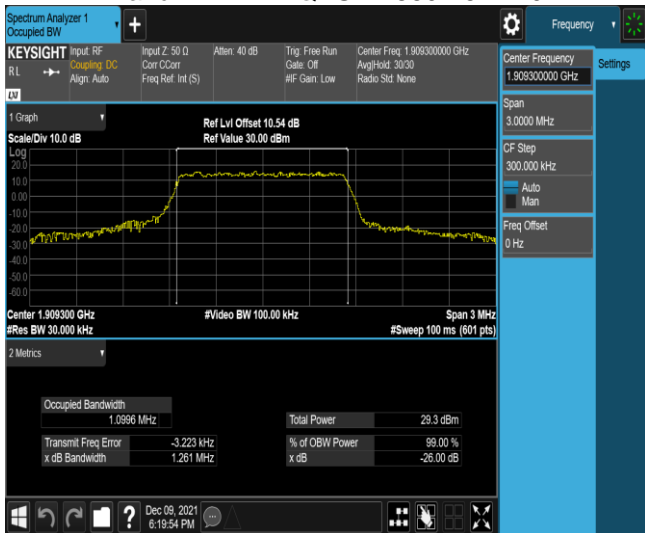 Spectrum Analyzer 1
Occupied BW
Frequency
KEYSIGHT
RL
LXI
Input: RF
Coupling: DC
Align: Auto
Input Z: 50 Ω
Corr CCorr
Freq Ref: Int (S)
Atten: 40 dB
Trig: Free Run
Gate: Off
#IF Gain: Low
Center Freq: 1.909300000 GHz
Avg|Hold: 30/30
Radio Std: None
Center Frequency
1.909300000 GHz
Settings
Span
3.0000 MHz
CF Step
300.000 kHz
Auto
Man
Freq Offset
0 Hz
1 Graph
Scale/Div 10.0 dB
Ref Lvl Offset 10.54 dB
Ref Value 30.00 dBm
Log
20.0
10.0
0.00
-10.0
-20.0
-30.0
-40.0
-50.0
-60.0
Center 1.909300 GHz
#Video BW 100.00 kHz
Span 3 MHz
#Res BW 30.000 kHz
#Sweep 100 ms (601 pts)
2 Metrics
Occupied Bandwidth
1.0996 MHz
Total Power 29.3 dBm
Transmit Freq Error -3.223 kHz
% of OBW Power 99.00 %
x dB Bandwidth 1.261 MHz
x dB -26.00 dB
?
Dec 09, 2021
6:19:54 PM